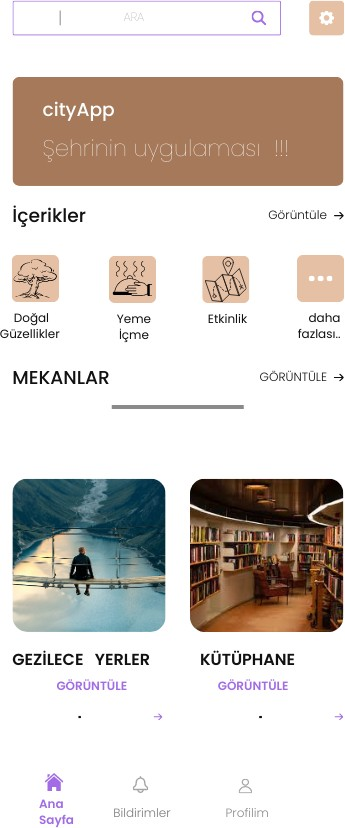 ARA
cityApp
Şehrinin uygulaması !!!
İçerikler
Görüntüle
Doğal
Güzellikler
Yeme
İçme
Etkinlik
daha
fazlası..
MEKANLAR
GÖRÜNTÜLE
GEZİLECE YERLER
KÜTÜPHANE
GÖRÜNTÜLE
GÖRÜNTÜLE
Ana
Sayfa
Bildirimler
Profilim